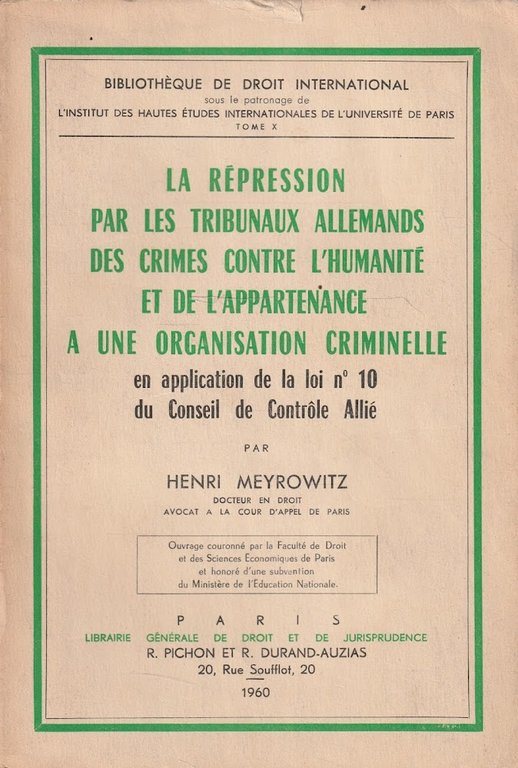 BIBLIOTHÈQUE DE DROIT INTERNATIONAL
sous le patronage de
L'INSTITUT DES HAUTES ÉTUDES INTERNATIONALES DE L'UNIVERSITÉ DE PARIS
TOME X
LA RÉPRESSION
PAR LES TRIBUNAUX ALLEMANDS
DES CRIMES CONTRE L'HUMANITÉ
ET DE L'APPARTENANCE
A UNE ORGANISATION CRIMINELLE
en application de la loi nº 10
du Conseil de Contrôle Allié
PAR
HENRI MEYROWITZ
DOCTEUR EN DROIT
AVOCAT A LA COUR D'APPEL DE PARIS
Ouvrage couronné par la Faculté de Droit
et des Sciences Economiques de Paris
et honoré d'une subvention
du Ministère de l'Education Nationale.
PARIS
LIBRAIRIE GÉNÉRALE DE DROIT ET DE JURISPRUDENCE
R. PICHON ET R. DURAND-AUZIAS
20, Rue Soufflot, 20
1960